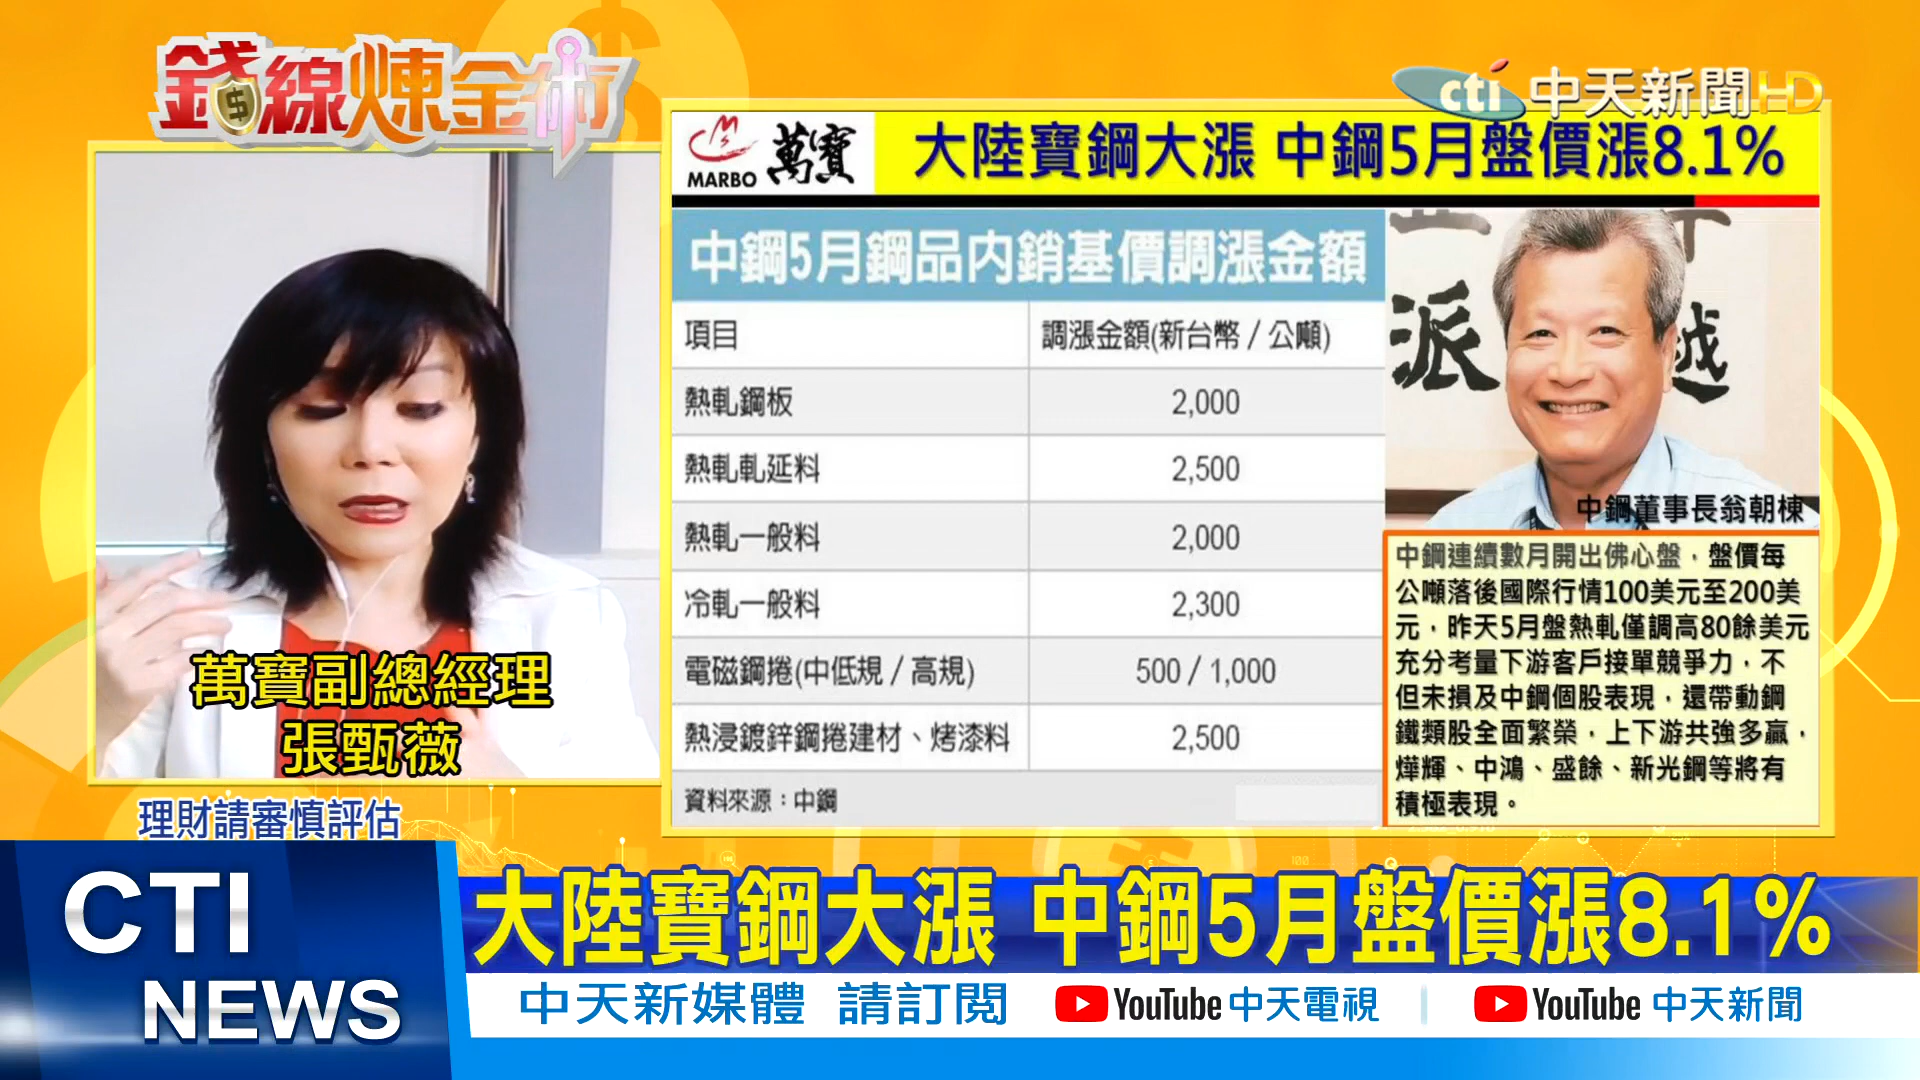 錢線煉金術
$
cti 中天新聞HD
MARBO 萬寶
大陸寶鋼大漲 中鋼5月盤價漲8.1%
中鋼5月鋼品內銷基價調漲金額
項目 調漲金額(新台幣／公噸)
熱軋鋼板 2,000
熱軋軋延料 2,500
熱軋一般料 2,000
冷軋一般料 2,300
電磁鋼捲(中低規／高規) 500／1,000
熱浸鍍鋅鋼捲建材、烤漆料 2,500
資料來源：中鋼
派 越
中鋼董事長翁朝棟
中鋼連續數月開出佛心盤，盤價每
公噸落後國際行情100美元至200美
元，昨天5月盤熱軋僅調高80餘美元
充分考量下游客戶接單競爭力，不
但未損及中鋼個股表現，還帶動鋼
鐵類股全面繁榮，上下游共強多贏，
燁輝、中鴻、盛餘、新光鋼等將有
積極表現。
萬寶副總經理
張甄薇
理財請審慎評估
CTI
NEWS
大陸寶鋼大漲 中鋼5月盤價漲8.1%
中天新媒體 請訂閱 YouTube 中天電視 | YouTube 中天新聞